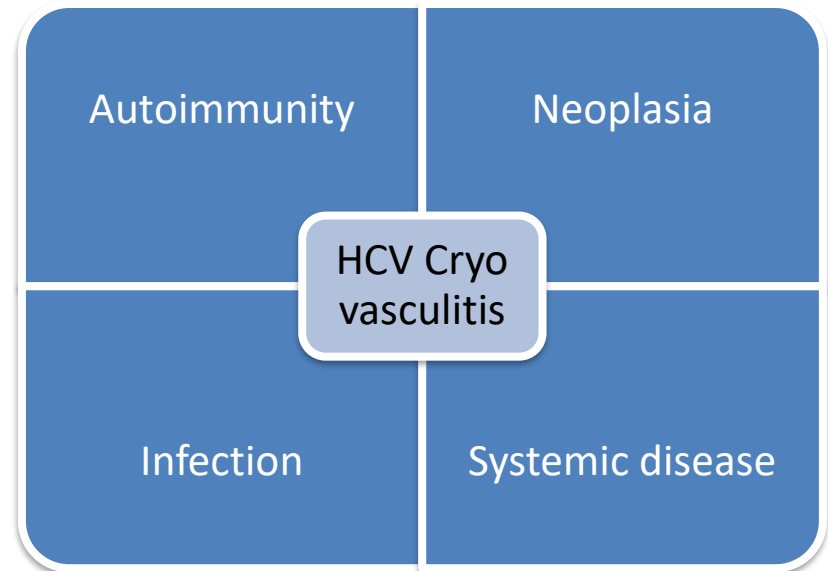 Autoimmunity
Neoplasia
HCV Cryo
vasculitis
Infection
Systemic disease